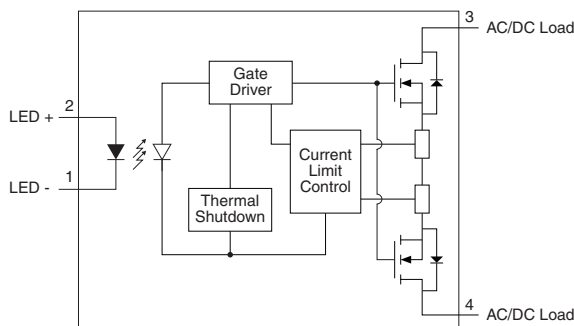 3
AC/DC Load
Gate
Driver
2
LED +
Current
Limit
Control
1
LED -
Thermal
Shutdown
4
AC/DC Load